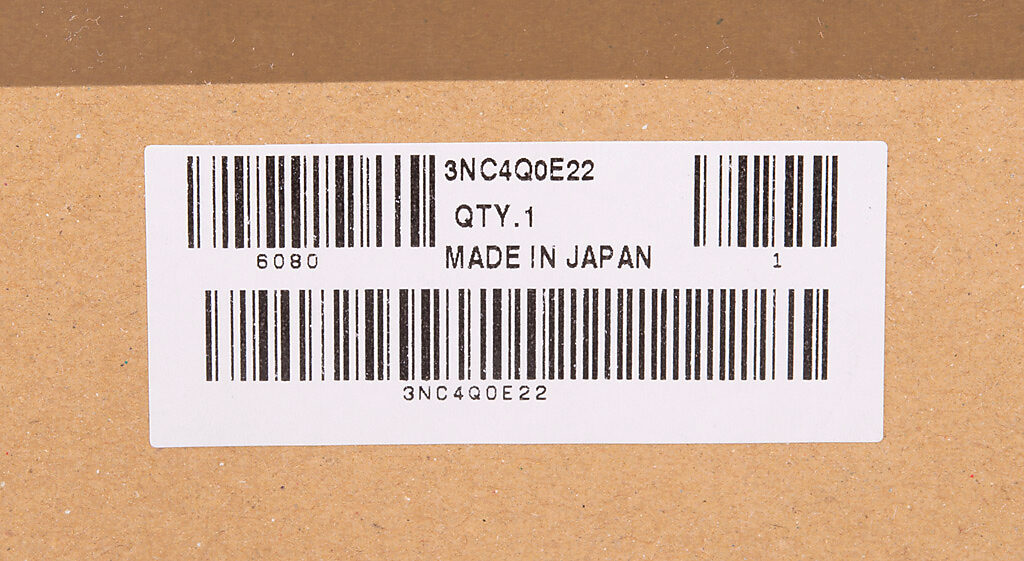 3NC4Q0E22
QTY.1
6080
MADE IN JAPAN
1
3NC4Q0E22